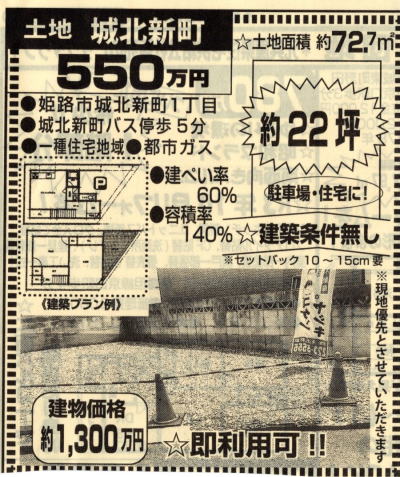 土地 城北新町
550万円
☆土地面積 約72.7㎡
約22坪
駐車場・住宅に!
●姫路市城北新町1丁目
●城北新町バス停歩5分
●一種住宅地域●都市ガス
●建ぺい率
60%
●容積率
140%
☆建築条件無し
※セットバック 10～15cm要
P
《建築プラン例》
※現地優先とさせていただきます
建物価格
約1,300万円
☆即利用可!!